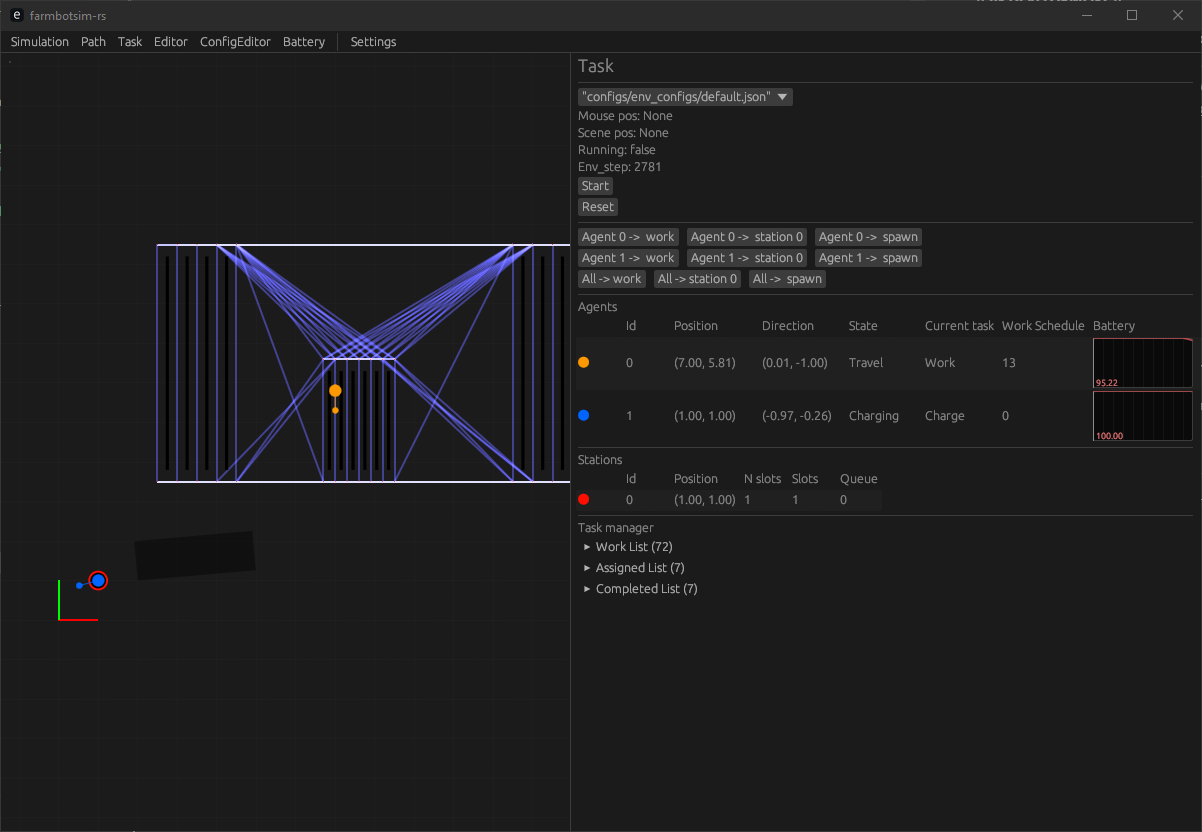 farmbotsim-rs
Simulation Path Task Editor ConfigEditor Battery Settings
Task
"configs/env_configs/default.json"
Mouse pos: None
Scene pos: None
Running: false
Env_step: 2781
Start
Reset
Agent 0 -> work Agent 0 -> station 0 Agent 0 -> spawn
Agent 1 -> work Agent 1 -> station 0 Agent 1 -> spawn
All -> work All -> station 0 All -> spawn
Agents
Id Position Direction State Current task Work Schedule Battery
0 (7.00, 5.81) (0.01, -1.00) Travel Work 13 95.22
1 (1.00, 1.00) (-0.97, -0.26) Charging Charge 0 100.00
Stations
Id Position N slots Slots Queue
0 (1.00, 1.00) 1 1 0
Task manager
Work List (72)
Assigned List (7)
Completed List (7)